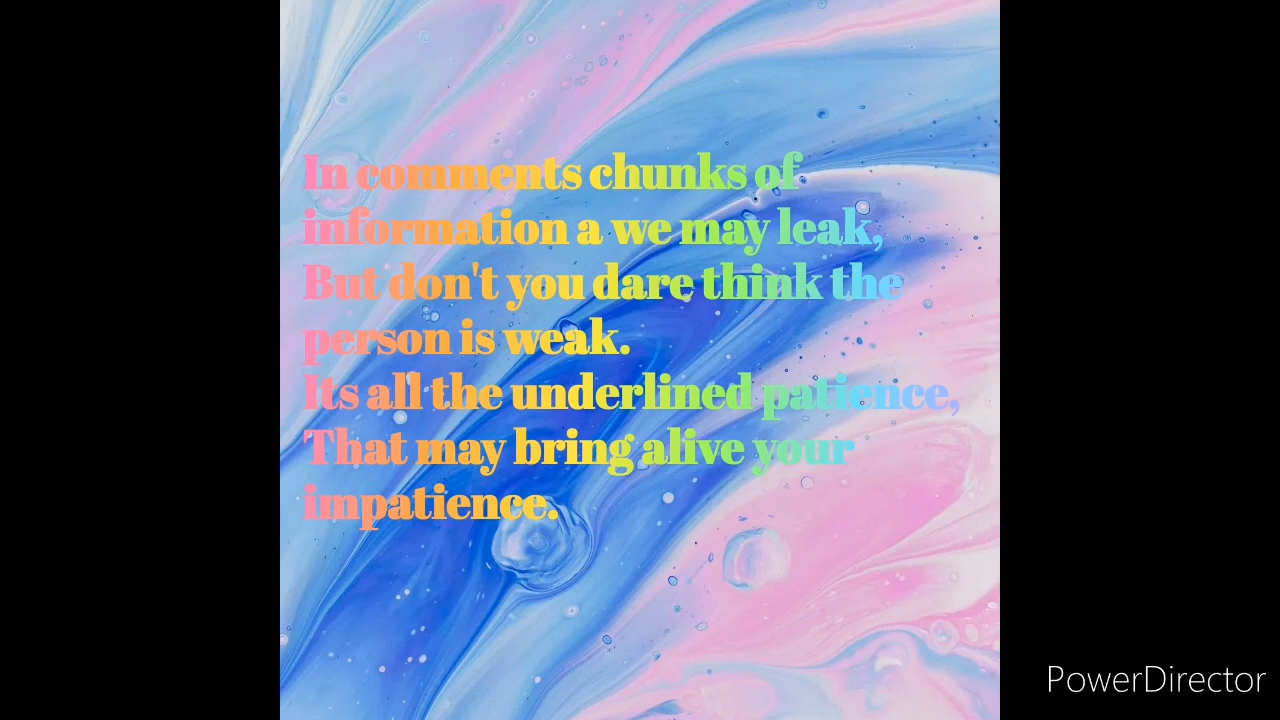 In comments chunks of
information a we may leak,
But don't you dare think the
person is weak.
Its all the underlined patience,
That may bring alive your
impatience.
PowerDirector